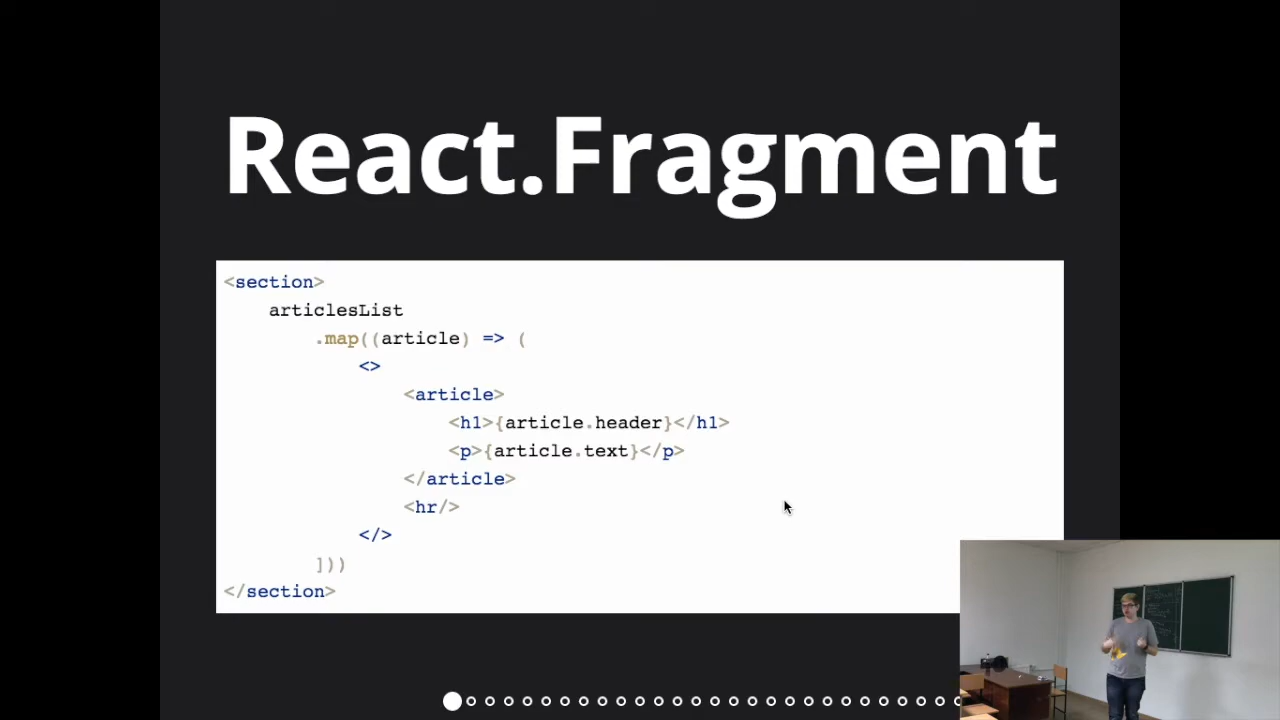 React.Fragment
<section>
    articlesList
        .map((article) => (
            <>
                <article>
                    <h1>{article.header}</h1>
                    <p>{article.text}</p>
                </article>
                <hr/>
            </>
        ]))
</section>